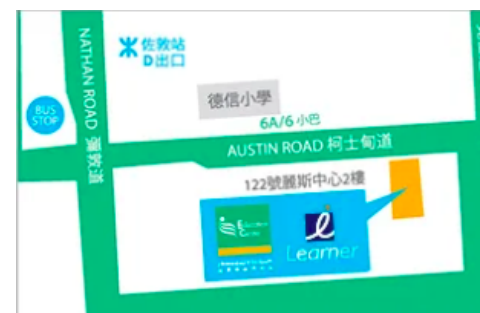 佐敦站
D出口
NATHAN ROAD 彌敦道
BUS
STOP
德信小學
6A/6 小巴
AUSTIN ROAD 柯士甸道
122號麗斯中心2樓
Education
Centre
Learner